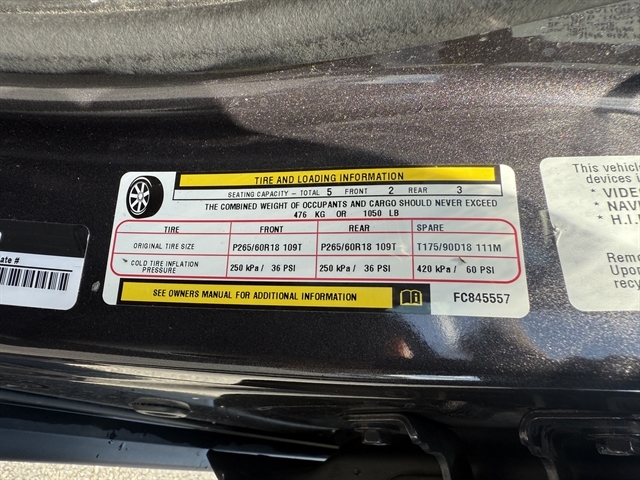 TIRE AND LOADING INFORMATION
SEATING CAPACITY - TOTAL 5 FRONT 2 REAR 3
THE COMBINED WEIGHT OF OCCUPANTS AND CARGO SHOULD NEVER EXCEED
476 KG OR 1050 LB
TIRE FRONT REAR SPARE
ORIGINAL TIRE SIZE P265/60R18 109T P265/60R18 109T T175/90D18 111M
COLD TIRE INFLATION PRESSURE 250 kPa / 36 PSI 250 kPa / 36 PSI 420 kPa / 60 PSI
SEE OWNERS MANUAL FOR ADDITIONAL INFORMATION
FC845557
ate #
This vehicle
devices i
* VIDE
* NAVI
* H.I.
Remo
Upo
recy